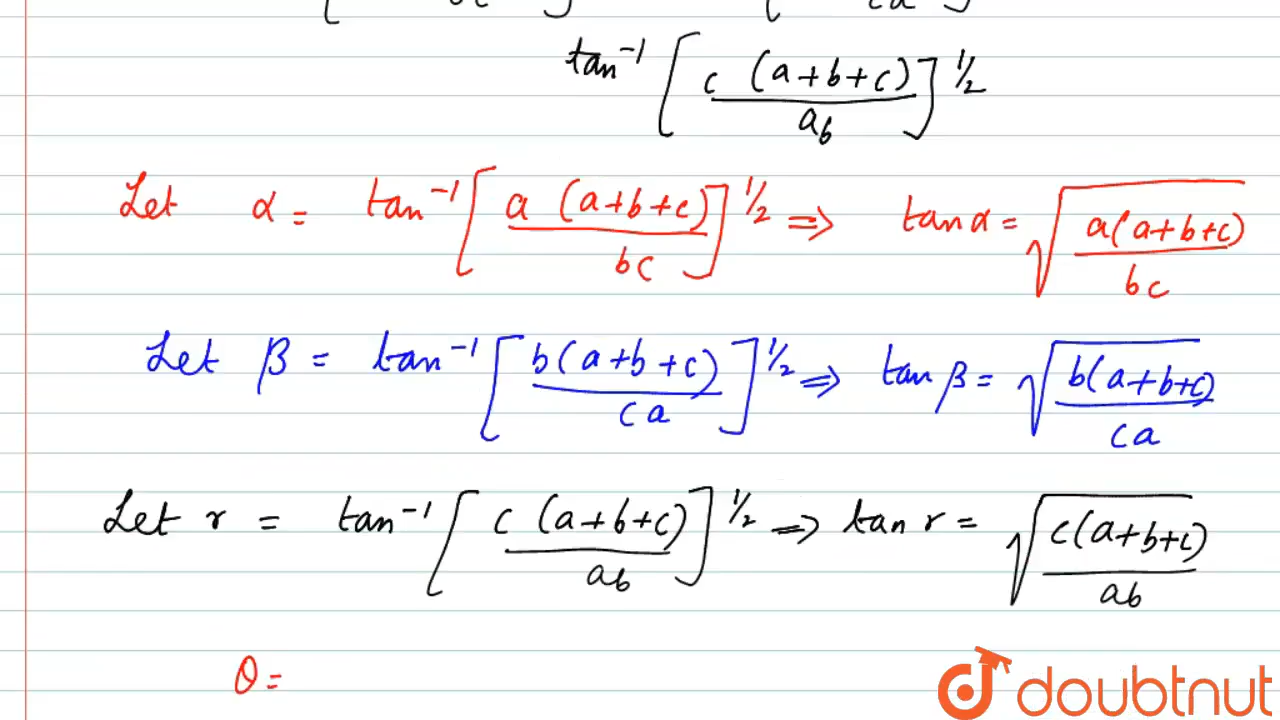 tan⁻¹ [ c (a+b+c) / ab ]^1/2
Let α = tan⁻¹ [ a (a+b+c) / bc ]^1/2 ⇒ tan α = √( a(a+b+c) / bc )
Let β = tan⁻¹ [ b(a+b+c) / ca ]^1/2 ⇒ tan β = √( b(a+b+c) / ca )
Let r = tan⁻¹ [ c (a+b+c) / ab ]^1/2 ⇒ tan r = √( c(a+b+c) / ab )
θ =
doubtnut